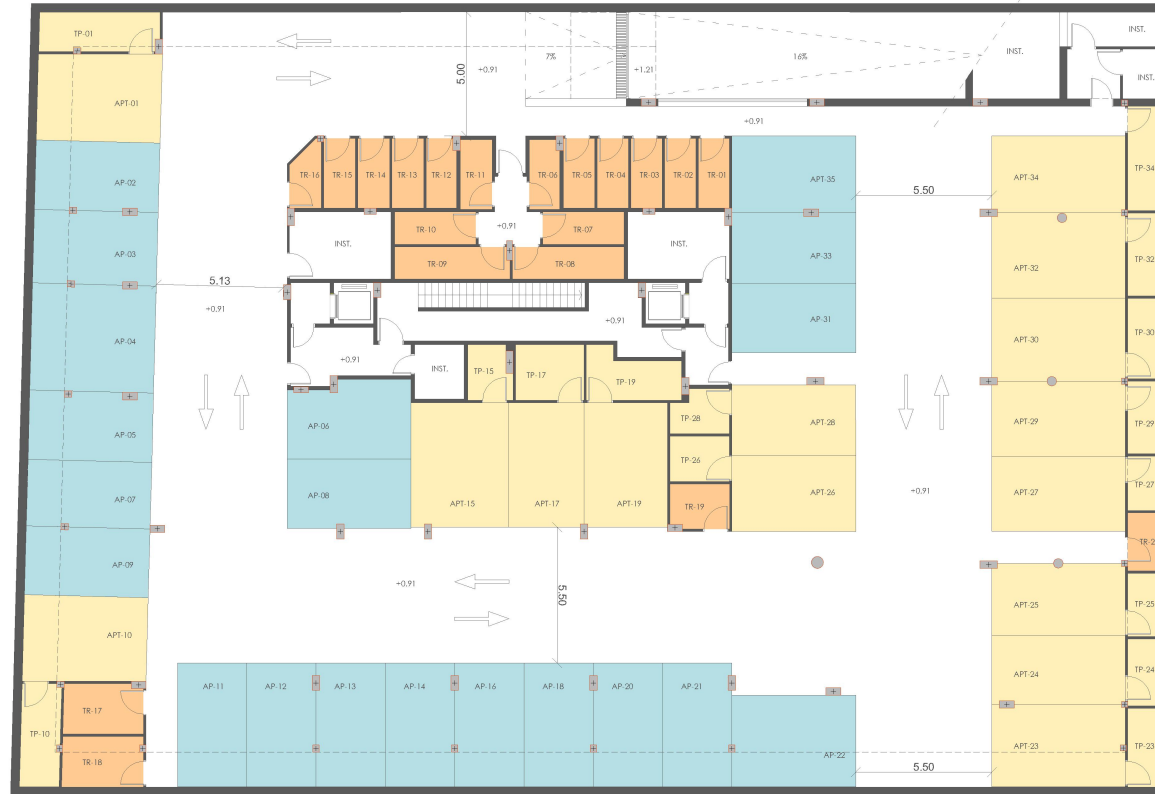 TP-01
5.00
+0.91
7%
+1.21
16%
INST.
INST.
INST.
APT-01
+0.91
AP-02
TR-16
TR-15
TR-14
TR-13
TR-12
TR-11
TR-06
TR-05
TR-04
TR-03
TR-02
TR-01
APT-35
5.50
APT-34
TP-34
AP-03
INST.
TR-10
+0.91
TR-07
INST.
TR-09
TR-08
AP-33
APT-32
TP-32
5.13
+0.91
AP-04
+0.91
+0.91
AP-31
APT-30
TP-30
INST.
TP-15
TP-17
TP-19
AP-05
AP-06
TP-28
APT-28
APT-29
TP-29
TP-26
AP-07
AP-08
APT-15
APT-17
APT-19
TR-19
APT-26
+0.91
APT-27
TP-27
AP-09
+0.91
5.50
APT-25
TP-25
APT-10
APT-24
TP-24
AP-11
AP-12
AP-13
AP-14
AP-16
AP-18
AP-20
AP-21
TP-10
TR-17
TR-18
AP-22
5.50
APT-23
TP-23